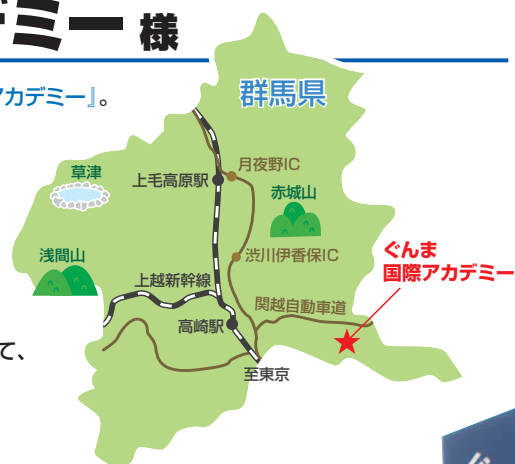 デミー 様
アカデミー』。
群馬県
月夜野IC
草津
上毛高原駅
赤城山
浅間山
渋川伊香保IC
ぐんま
国際アカデミー
上越新幹線
関越自動車道
高崎駅
て、
至東京